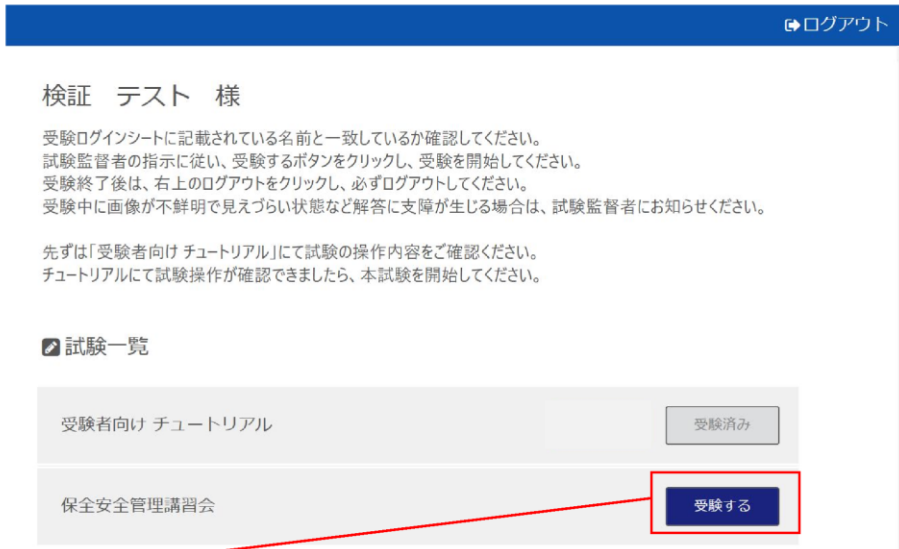 ログアウト
検証　テスト　様
受験ログインシートに記載されている名前と一致しているか確認してください。
試験監督者の指示に従い、受験するボタンをクリックし、受験を開始してください。
受験終了後は、右上のログアウトをクリックし、必ずログアウトしてください。
受験中に画像が不鮮明で見えづらい状態など解答に支障が生じる場合は、試験監督者にお知らせください。
先ずは「受験者向け チュートリアル」にて試験の操作内容をご確認ください。
チュートリアルにて試験操作が確認できましたら、本試験を開始してください。
試験一覧
受験者向け チュートリアル
受験済み
保全安全管理講習会
受験する